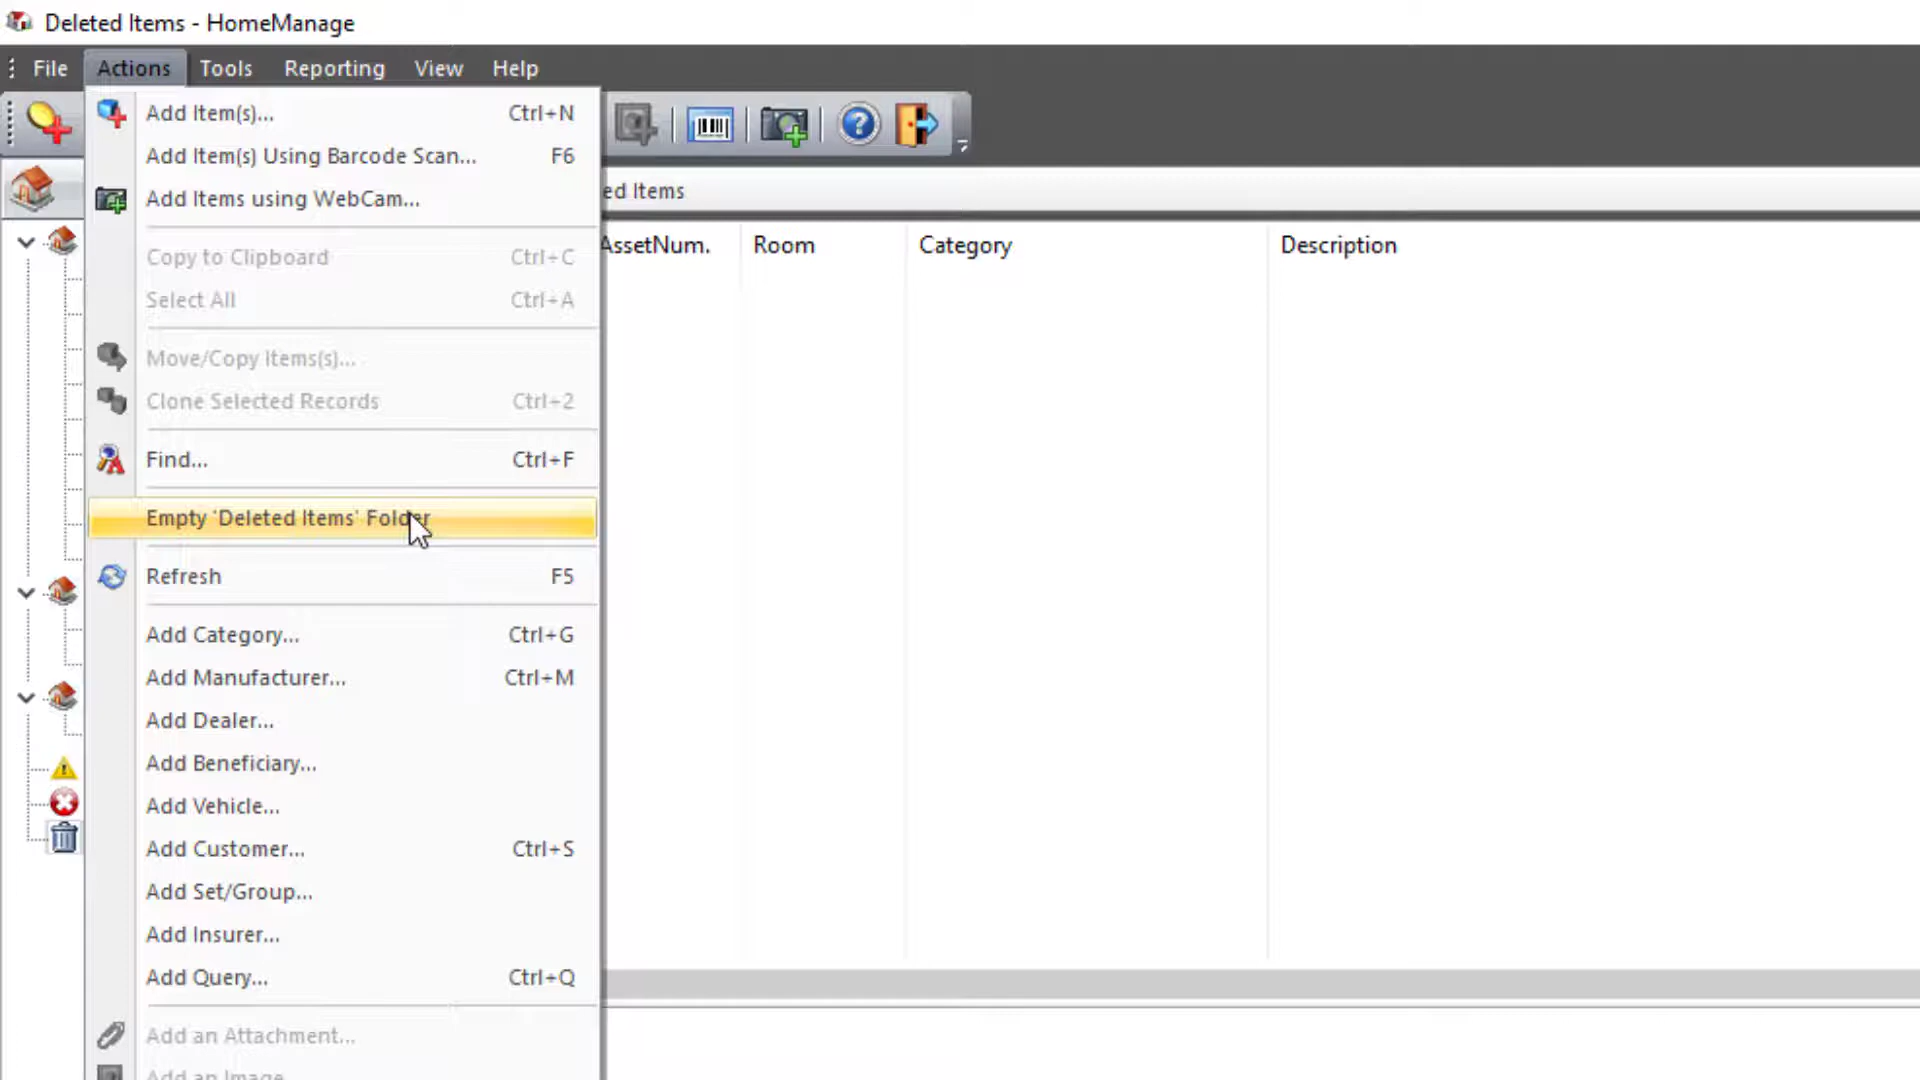 Deleted Items - HomeManage
File Actions Tools Reporting View Help
Add Item(s)... Ctrl+N
Add Item(s) Using Barcode Scan... F6
Add Items using WebCam...
ed Items
AssetNum. Room Category Description
Copy to Clipboard Ctrl+C
Select All Ctrl+A
Move/Copy Items(s)...
Clone Selected Records Ctrl+2
Find... Ctrl+F
Empty 'Deleted Items' Folder
Refresh F5
Add Category... Ctrl+G
Add Manufacturer... Ctrl+M
Add Dealer...
Add Beneficiary...
Add Vehicle...
Add Customer... Ctrl+S
Add Set/Group...
Add Insurer...
Add Query... Ctrl+Q
Add an Attachment...
Add an Image